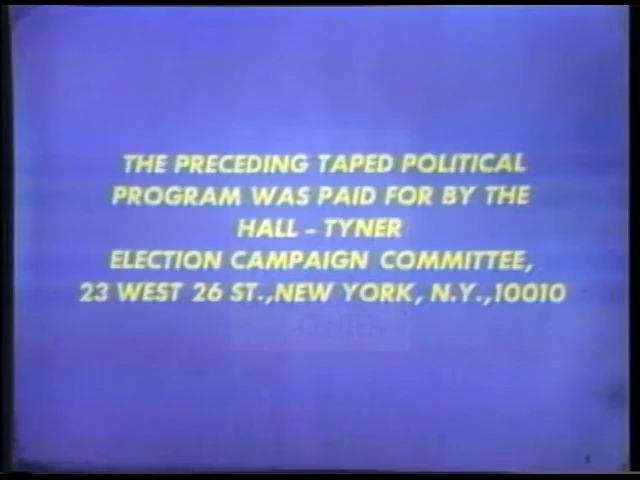 THE PRECEDING TAPED POLITICAL
PROGRAM WAS PAID FOR BY THE
HALL - TYNER
ELECTION CAMPAIGN COMMITTEE,
23 WEST 26 ST.,NEW YORK, N.Y.,10010
CENTER